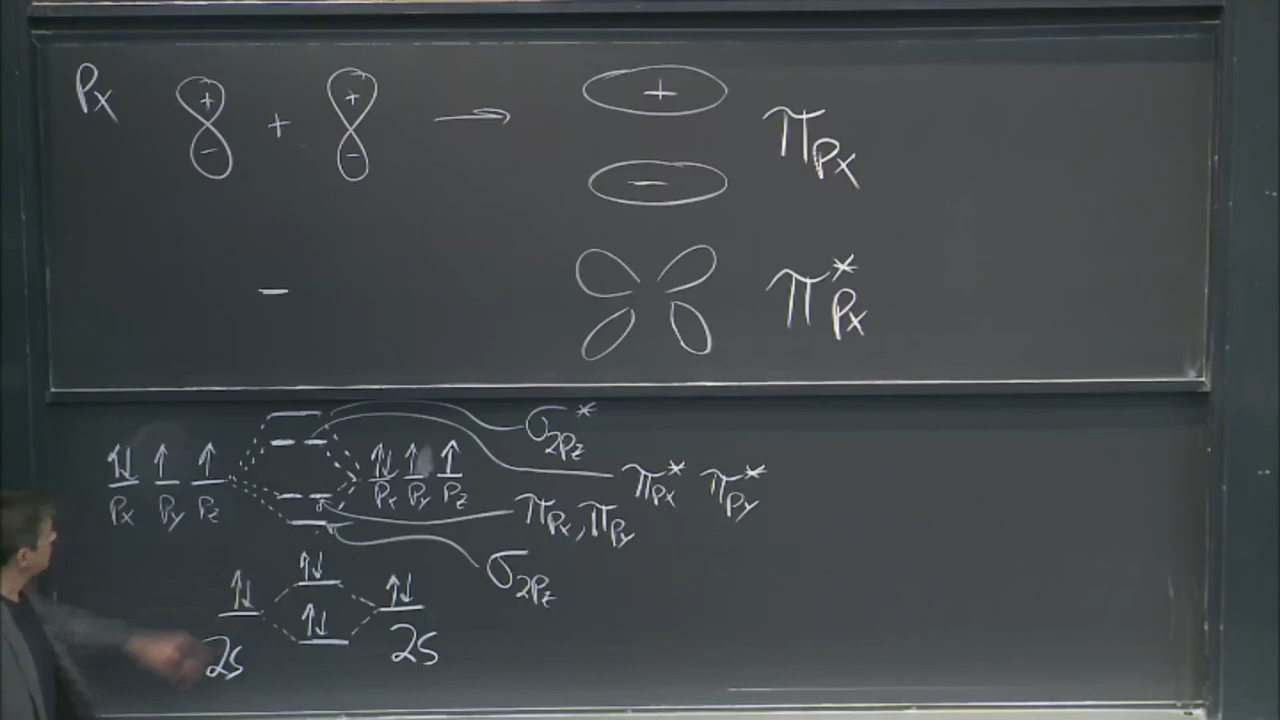 Px + - + + - → + - πPx
- π*Px
σ*2Pz
↑↓ ↑ ↑ ↑↓ ↑ ↑ π*Px π*Py
Px Py Pz Px Py Pz πPx, πPy
↑↓ σ2Pz
↑↓ ↑↓ ↑↓
2s 2s